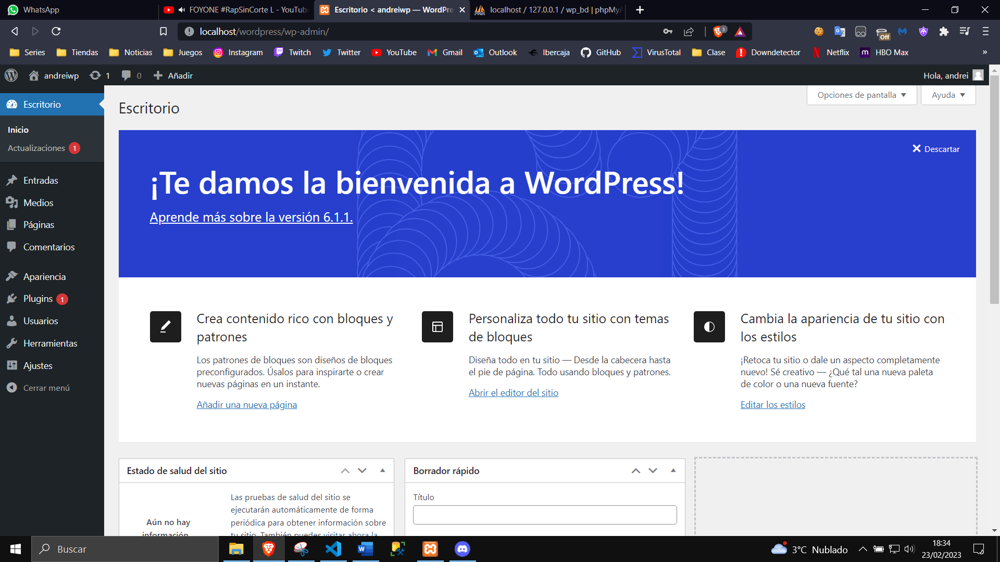 WhatsApp
FOYONE #RapSinCorte L - YouTube
Escritorio < andreiwp — WordPre
localhost / 127.0.0.1 / wp_bd | phpMyA
localhost/wordpress/wp-admin/
3
Off
Series
Tiendas
Noticias
Juegos
Instagram
Twitch
Twitter
YouTube
Gmail
Outlook
Ibercaja
GitHub
VirusTotal
Clase
Downdetector
Netflix
HBO Max
»
andreiwp
1
0
Añadir
Hola, andrei
Escritorio
Inicio
Actualizaciones 1
Entradas
Medios
Páginas
Comentarios
Apariencia
Plugins 1
Usuarios
Herramientas
Ajustes
Cerrar menú
Opciones de pantalla
Ayuda
Escritorio
Descartar
¡Te damos la bienvenida a WordPress!
Aprende más sobre la versión 6.1.1.
Crea contenido rico con bloques y
patrones
Los patrones de bloques son diseños de bloques
preconfigurados. Úsalos para inspirarte o crear
nuevas páginas en un instante.
Añadir una nueva página
Personaliza todo tu sitio con temas
de bloques
Diseña todo en tu sitio — Desde la cabecera hasta
el pie de página. Todo usando bloques y patrones.
Abrir el editor del sitio
Cambia la apariencia de tu sitio con
los estilos
¡Retoca tu sitio o dale un aspecto completamente
nuevo! Sé creativo — ¿Qué tal una nueva paleta
de color o una nueva fuente?
Editar los estilos
Estado de salud del sitio
Aún no hay
información
Las pruebas de salud del sitio se
ejecutarán automáticamente de forma
periódica para obtener información sobre
tu sitio. También puedes visitar ahora la
Borrador rápido
Título
Buscar
3°C Nublado
18:34
23/02/2023